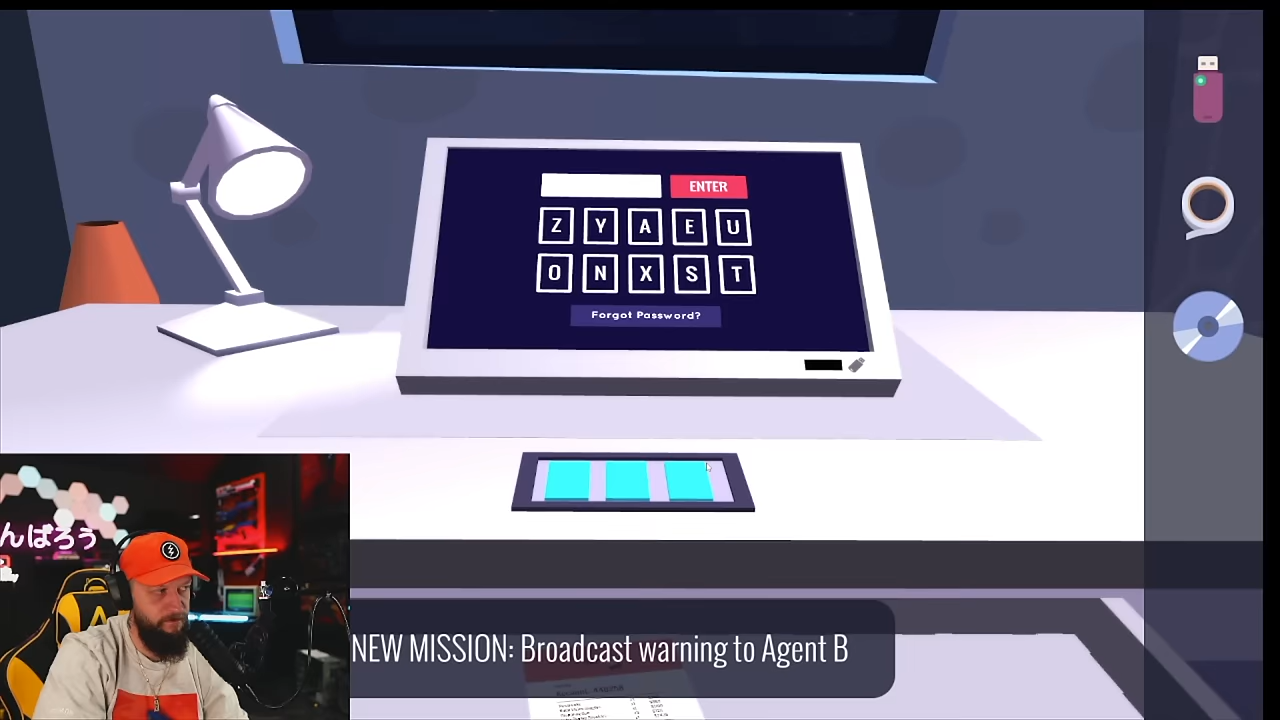 ENTER
Z Y A E U
O N X S T
Forgot Password?
んばろう
NEW MISSION: Broadcast warning to Agent B